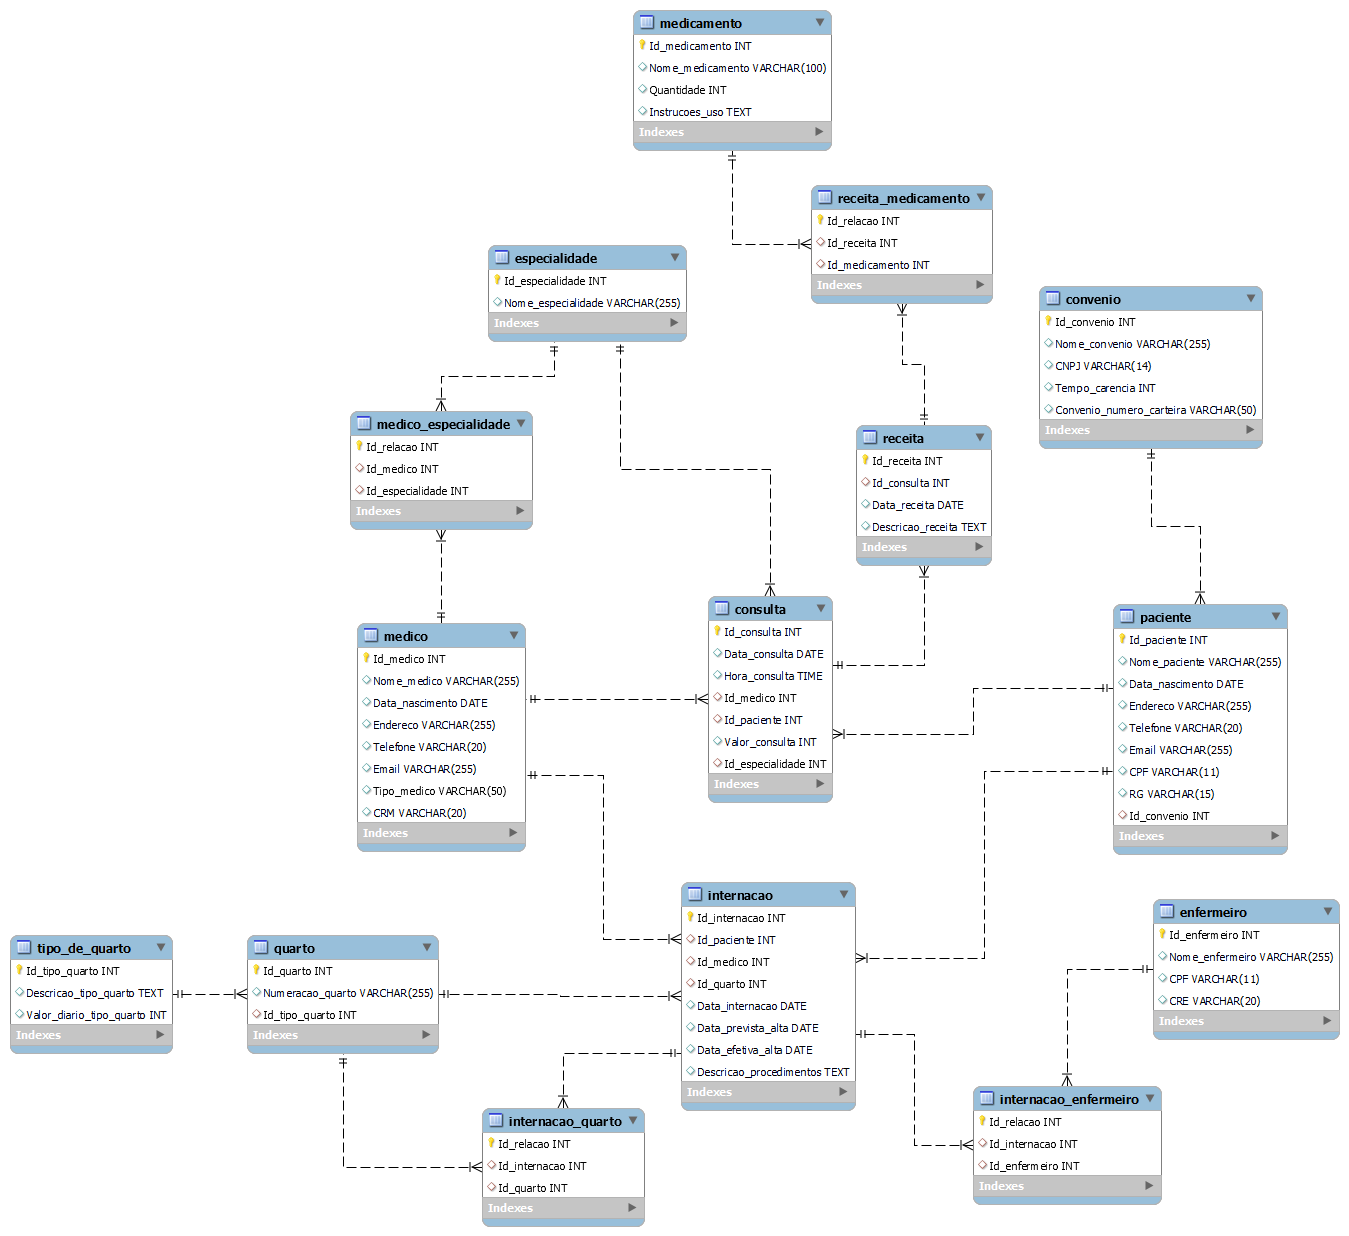 medicamento
Id_medicamento INT
Nome_medicamento VARCHAR(100)
Quantidade INT
Instrucoes_uso TEXT
Indexes
receita_medicamento
Id_relacao INT
Id_receita INT
Id_medicamento INT
Indexes
especialidade
Id_especialidade INT
Nome_especialidade VARCHAR(255)
Indexes
convenio
Id_convenio INT
Nome_convenio VARCHAR(255)
CNPJ VARCHAR(14)
Tempo_carencia INT
Convenio_numero_carteira VARCHAR(50)
Indexes
medico_especialidade
Id_relacao INT
Id_medico INT
Id_especialidade INT
Indexes
receita
Id_receita INT
Id_consulta INT
Data_receita DATE
Descricao_receita TEXT
Indexes
consulta
Id_consulta INT
Data_consulta DATE
Hora_consulta TIME
Id_medico INT
Id_paciente INT
Valor_consulta INT
Id_especialidade INT
Indexes
paciente
Id_paciente INT
Nome_paciente VARCHAR(255)
Data_nascimento DATE
Endereco VARCHAR(255)
Telefone VARCHAR(20)
Email VARCHAR(255)
CPF VARCHAR(11)
RG VARCHAR(15)
Id_convenio INT
Indexes
medico
Id_medico INT
Nome_medico VARCHAR(255)
Data_nascimento DATE
Endereco VARCHAR(255)
Telefone VARCHAR(20)
Email VARCHAR(255)
Tipo_medico VARCHAR(50)
CRM VARCHAR(20)
Indexes
internacao
Id_internacao INT
Id_paciente INT
Id_medico INT
Id_quarto INT
Data_internacao DATE
Data_prevista_alta DATE
Data_efetiva_alta DATE
Descricao_procedimentos TEXT
Indexes
enfermeiro
Id_enfermeiro INT
Nome_enfermeiro VARCHAR(255)
CPF VARCHAR(11)
CRE VARCHAR(20)
Indexes
tipo_de_quarto
Id_tipo_quarto INT
Descricao_tipo_quarto TEXT
Valor_diario_tipo_quarto INT
Indexes
quarto
Id_quarto INT
Numeracao_quarto VARCHAR(255)
Id_tipo_quarto INT
Indexes
internacao_quarto
Id_relacao INT
Id_internacao INT
Id_quarto INT
Indexes
internacao_enfermeiro
Id_relacao INT
Id_internacao INT
Id_enfermeiro INT
Indexes